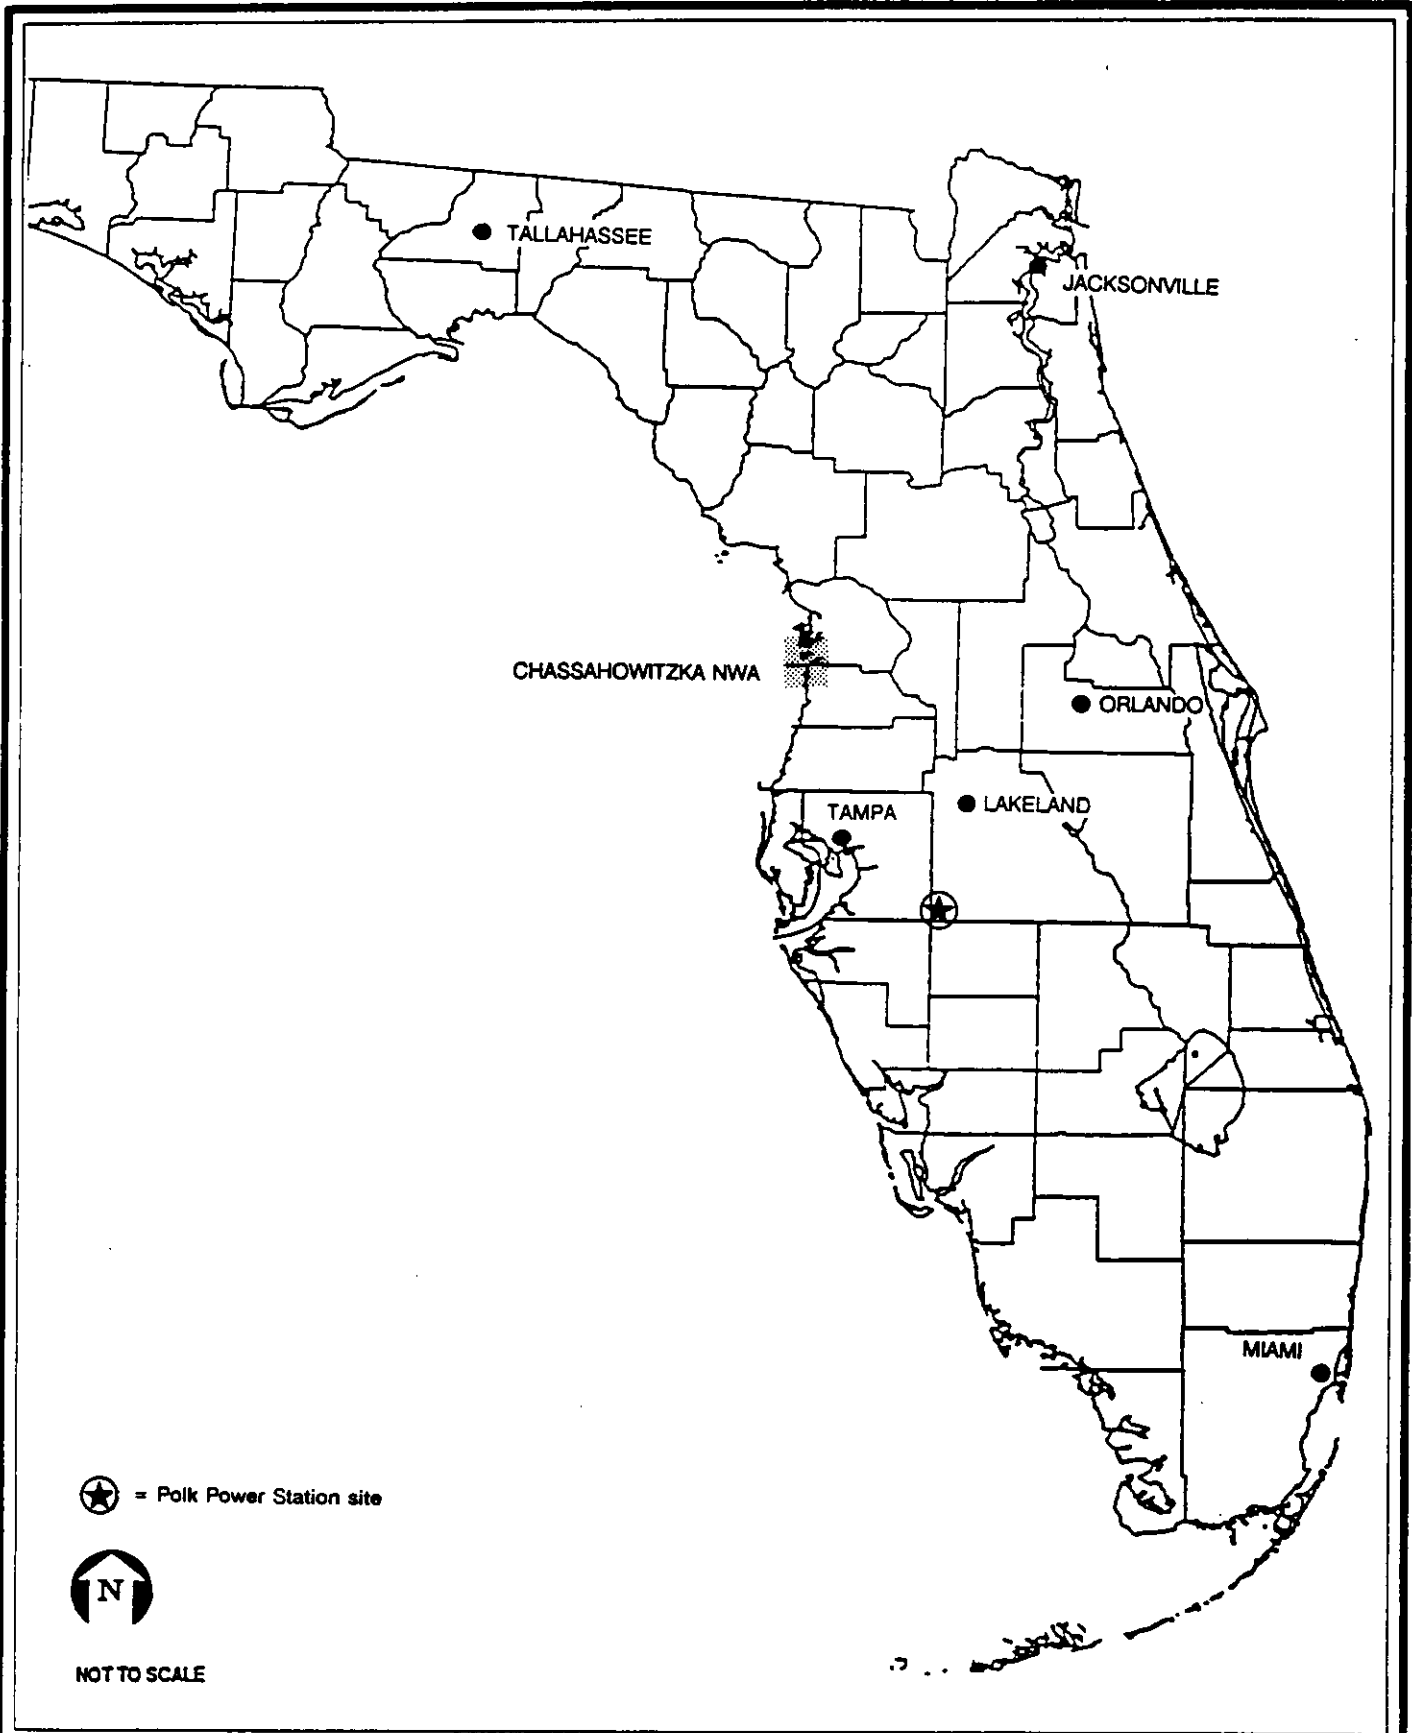 TALLAHASSEE
JACKSONVILLE
CHASSAHOWITZKA NWA
ORLANDO
LAKELAND
TAMPA
MIAMI
= Polk Power Station site
N
NOT TO SCALE